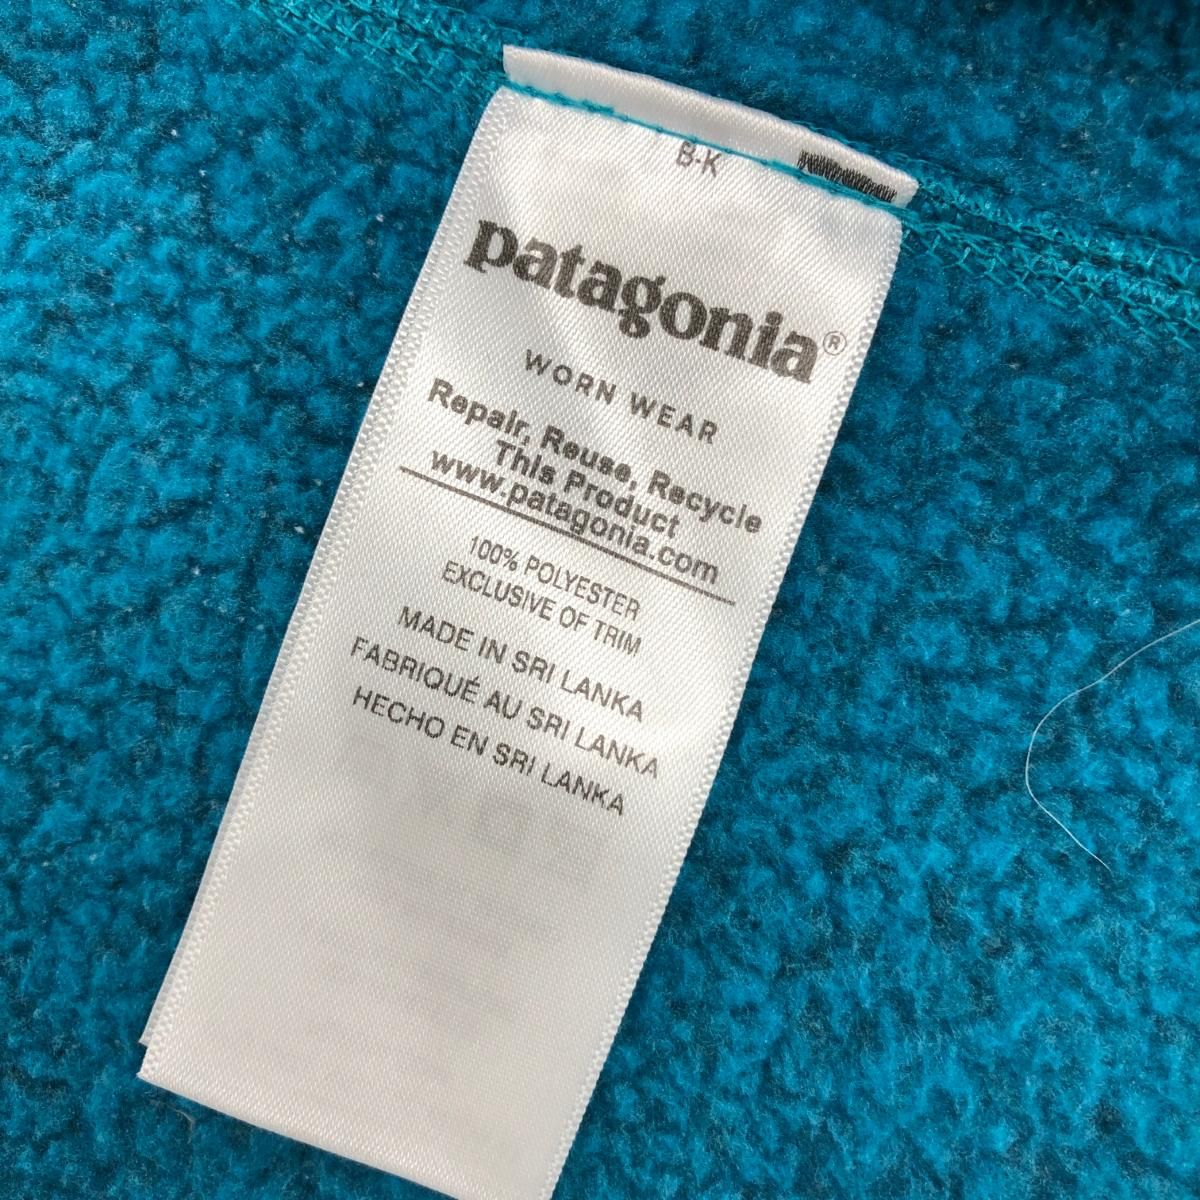 B-K
patagonia®
WORN WEAR
Repair, Reuse, Recycle
This Product
www.patagonia.com
100% POLYESTER
EXCLUSIVE OF TRIM
MADE IN SRI LANKA
FABRIQUÉ AU SRI LANKA
HECHO EN SRI LANKA